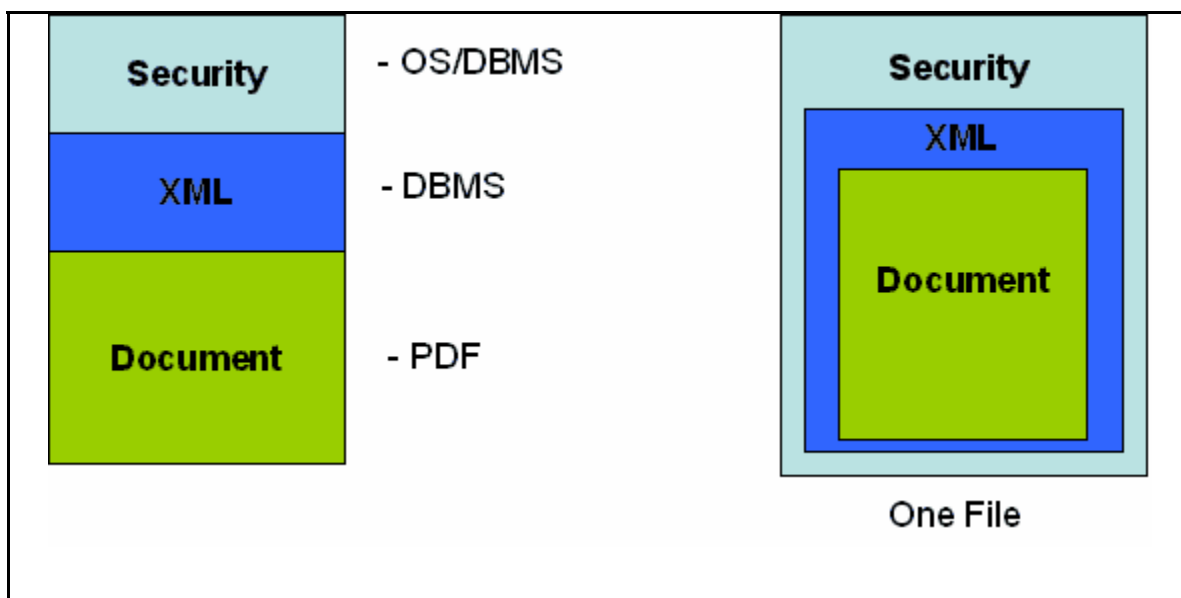 Security
- OS/DBMS
XML
- DBMS
Document
- PDF
Security
XML
Document
One File